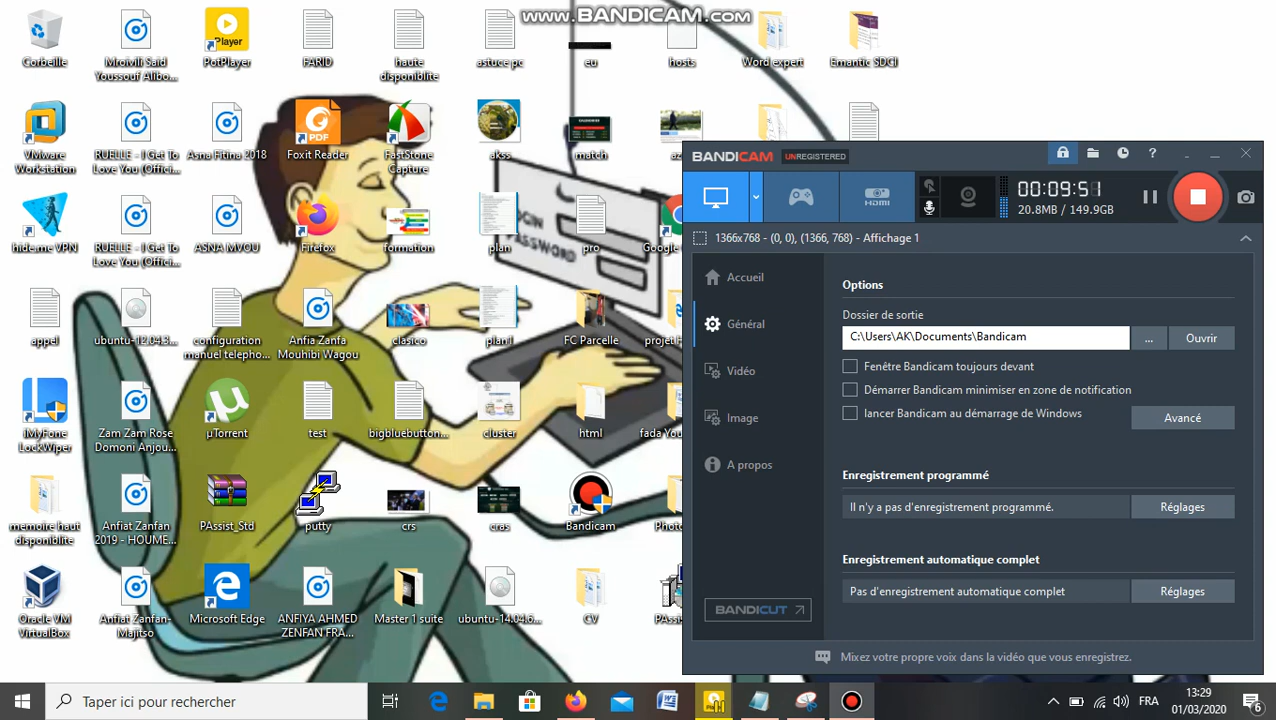 www.BANDICAM.com
Corbeille
Mroivili Said
Youssouf Allbo...
Player
PotPlayer
FARID
haute
disponiblite
astuce pc
eu
hosts
Word expert
Emantic SDCI
VMware
Workstation
RUELLE - I Get To
Love You (Offici...
Asna Fitina 2018
PDF
Foxit Reader
FastStone
Capture
akss
match
az
hide.me VPN
RUELLE - I Get To
Love You (Offici...
ASNA MVOU
Firefox
formation
plan
pro
Google
PASSWORD
appel
ubuntu-12.04.3...
configuration
manuel telepho...
Anfia Zanfa
Mouhibi Wagou
clasico
plan1
FC Parcelle
projet H
iMyFone
LockWiper
Zam Zam Rose
Domoni Anjou...
µTorrent
test
bigbluebutton...
cluster
html
fada You
memoire haut
disponiblite
Anfiat Zanfan
2019 - HOUME...
PAssist_Std
putty
crs
cras
Bandicam
Photo
Oracle VM
VirtualBox
Anfiat Zanfan-
Majitso
Microsoft Edge
ANFIYA AHMED
ZENFAN FRA...
Master 1 suite
ubuntu-14.04.6...
CV
PAssis
BANDICAM UNREGISTERED
HDMI
00:09:51
1366x768 - (0, 0), (1366, 768) - Affichage 1
Accueil
Général
Vidéo
Image
A propos
BANDICUT
Options
Dossier de sortie
C:\Users\AK\Documents\Bandicam
...
Ouvrir
Fenêtre Bandicam toujours devant
Démarrer Bandicam minimiser en zone de notification
lancer Bandicam au démarrage de Windows
Avancé
Enregistrement programmé
Il n'y a pas d'enregistrement programmé.
Réglages
Enregistrement automatique complet
Pas d'enregistrement automatique complet
Réglages
Mixez votre propre voix dans la vidéo que vous enregistrez.
Taper ici pour rechercher
FRA
13:29
01/03/2020
6